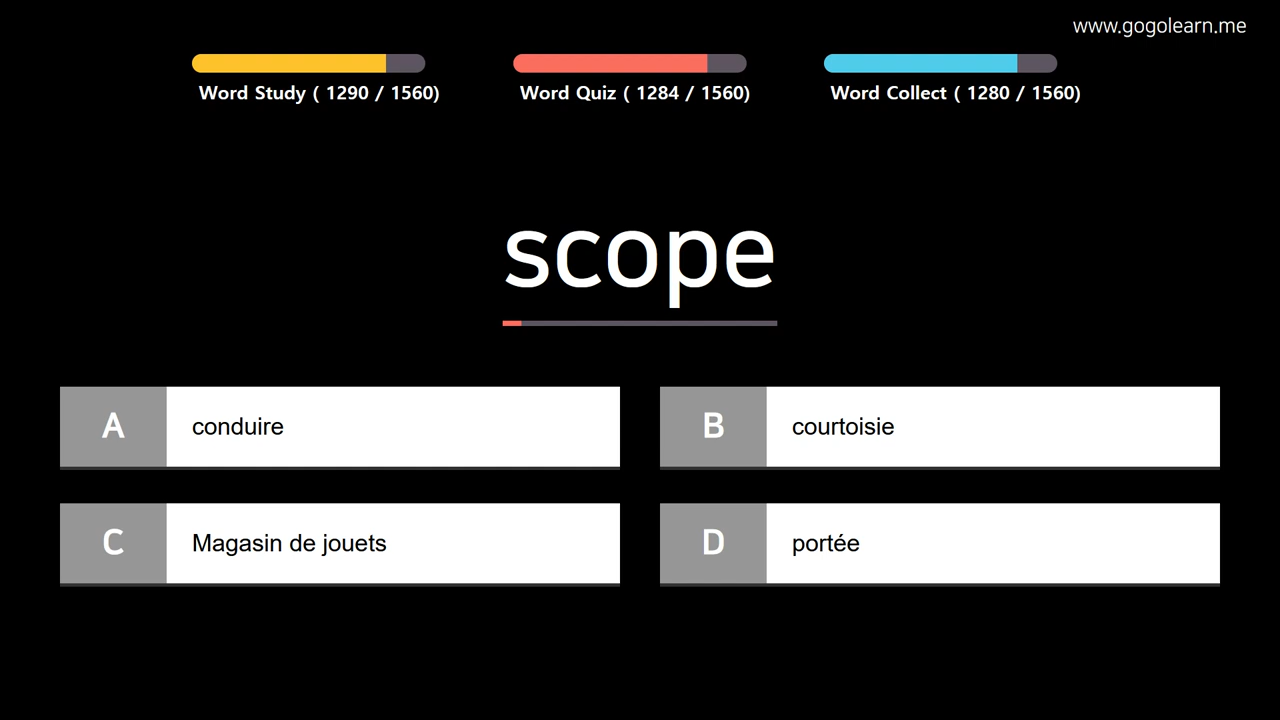 www.gogolearn.me
Word Study ( 1290 / 1560)
Word Quiz ( 1284 / 1560)
Word Collect ( 1280 / 1560)
scope
A
conduire
B
courtoisie
C
Magasin de jouets
D
portée